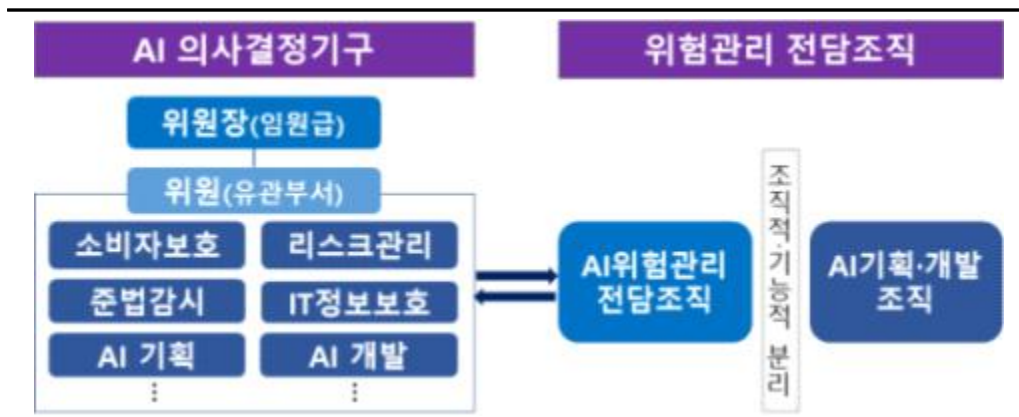 AI 의사결정기구
위원장(임원급)
위원(유관부서)
소비자보호
리스크관리
준법감시
IT정보보호
AI 기획
AI 개발
⋮
⋮
위험관리 전담조직
AI위험관리
전담조직
조직적·기능적 분리
AI기획·개발
조직